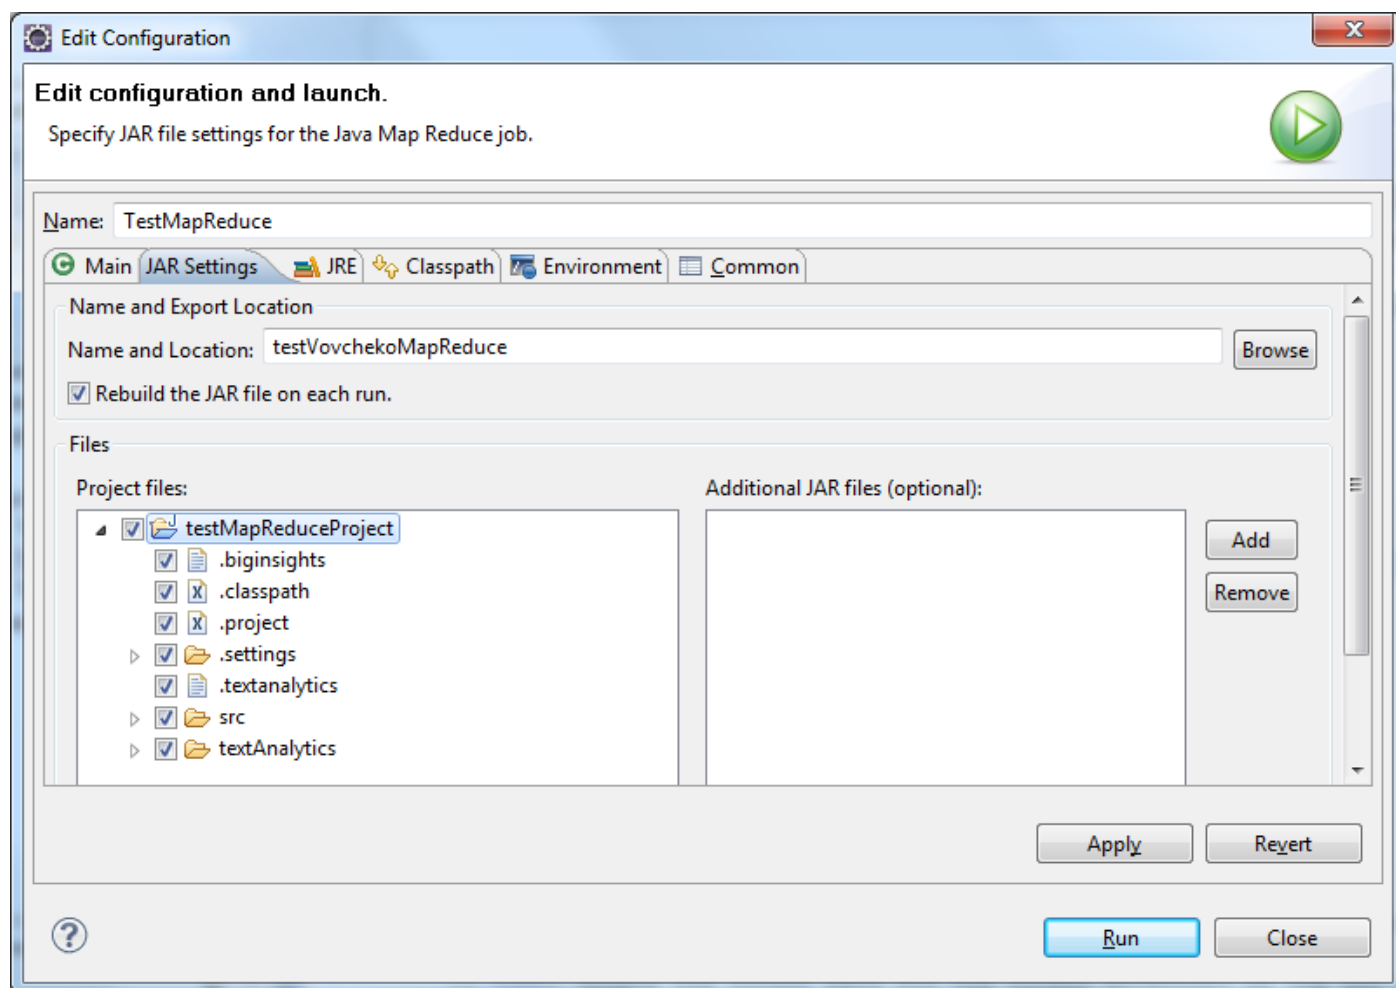 Edit Configuration
Edit configuration and launch.
Specify JAR file settings for the Java Map Reduce job.
Name: TestMapReduce
Main JAR Settings JRE Classpath Environment Common
Name and Export Location
Name and Location: testVovchekoMapReduce Browse
Rebuild the JAR file on each run.
Files
Project files: Additional JAR files (optional):
testMapReduceProject
Add
.biginsights
.classpath
Remove
.project
.settings
.textanalytics
src
textAnalytics
Apply Revert
Run Close